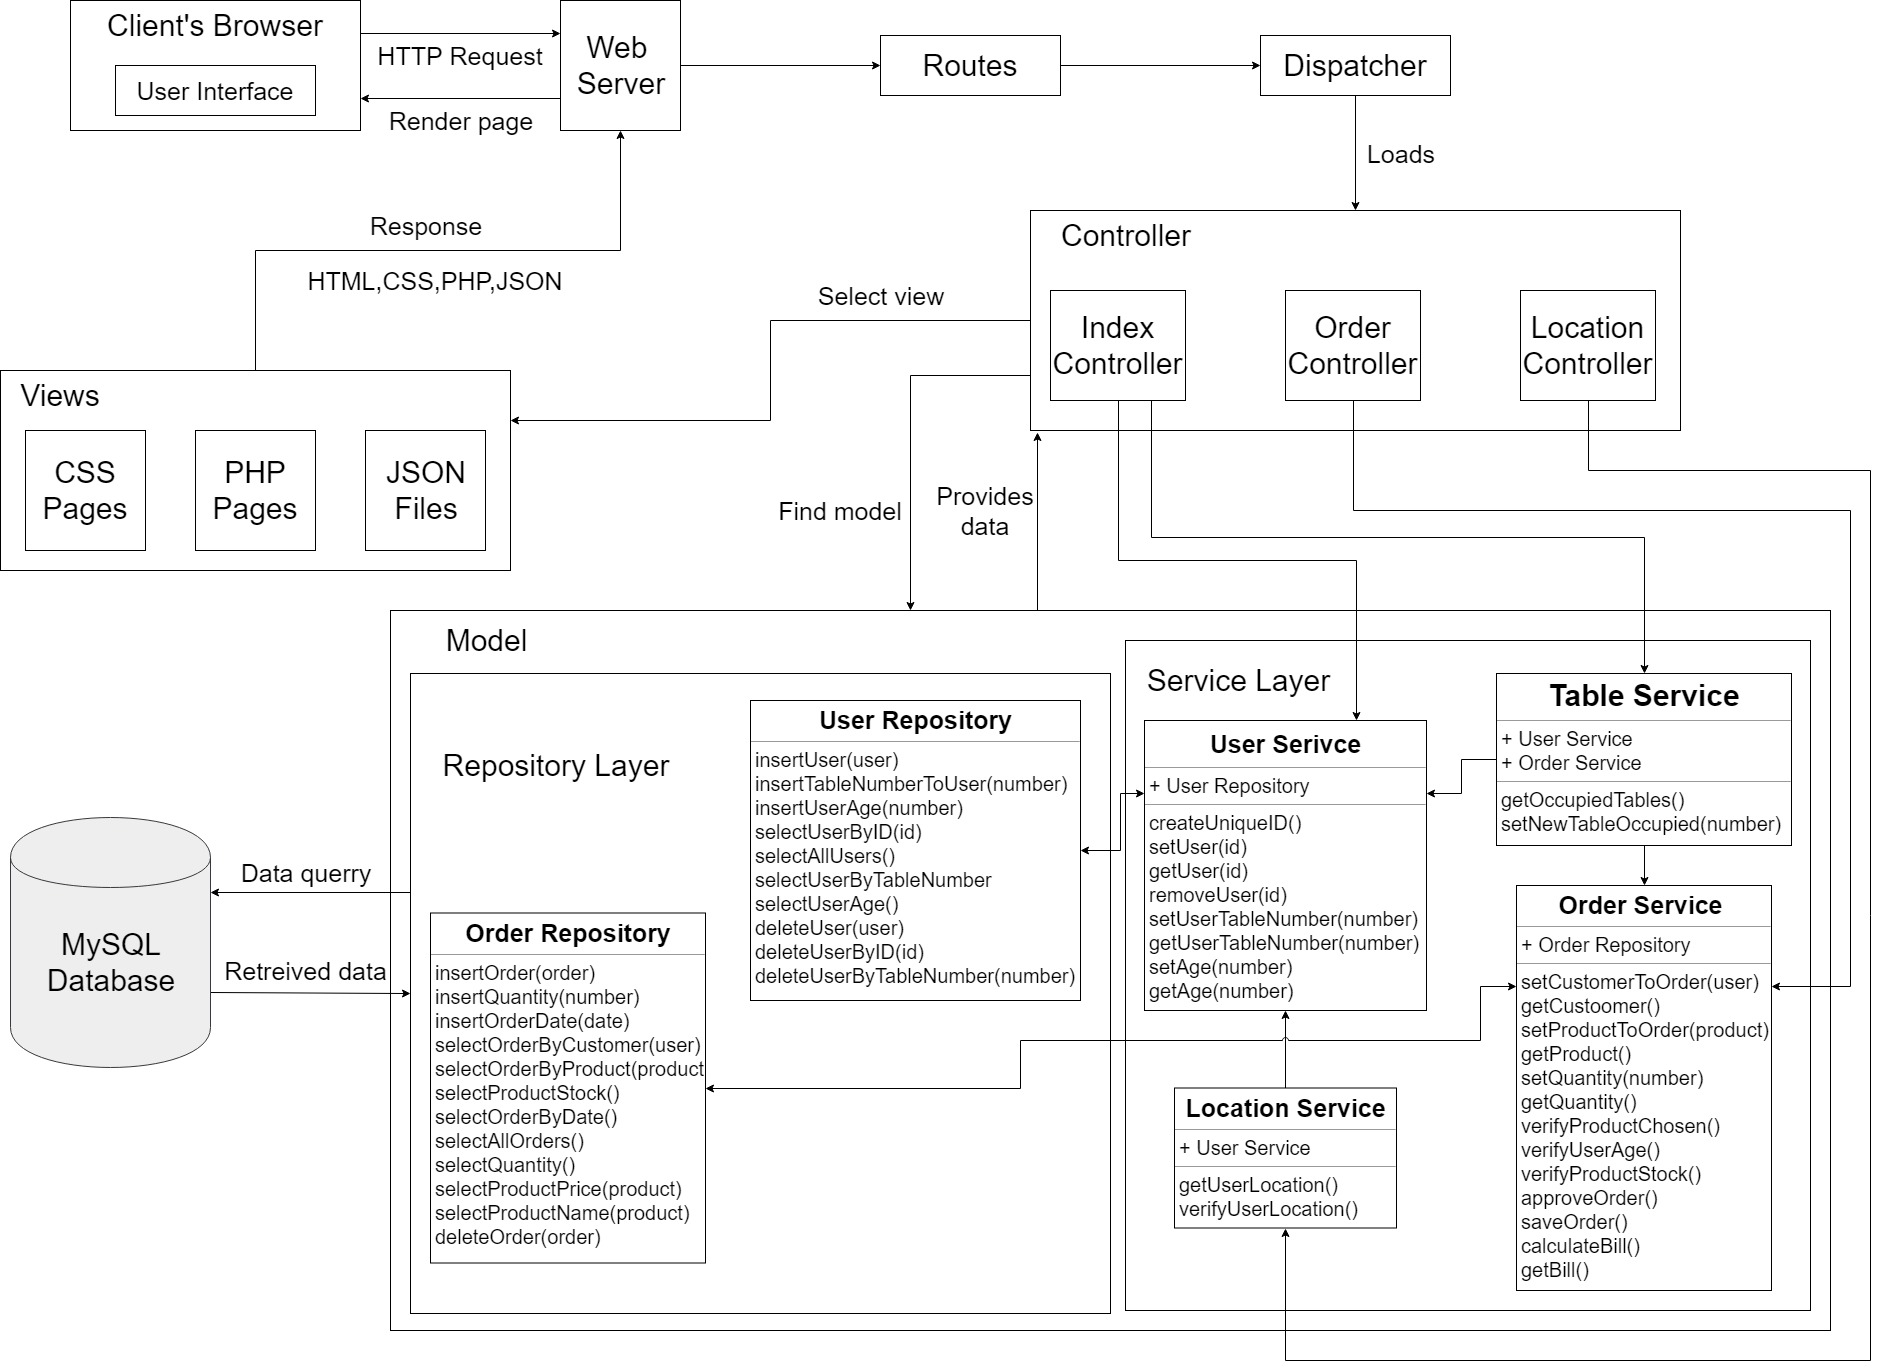 Client's Browser
User Interface
HTTP Request
Render page
Web
Server
Routes
Dispatcher
Loads
Response
HTML,CSS,PHP,JSON
Select view
Controller
Index
Controller
Order
Controller
Location
Controller
Views
CSS
Pages
PHP
Pages
JSON
Files
Find model
Provides
data
Model
Repository Layer
User Repository
insertUser(user)
insertTableNumberToUser(number)
insertUserAge(number)
selectUserByID(id)
selectAllUsers()
selectUserByTableNumber
selectUserAge()
deleteUser(user)
deleteUserByID(id)
deleteUserByTableNumber(number)
Order Repository
insertOrder(order)
insertQuantity(number)
insertOrderDate(date)
selectOrderByCustomer(user)
selectOrderByProduct(product
selectProductStock()
selectOrderByDate()
selectAllOrders()
selectQuantity()
selectProductPrice(product)
selectProductName(product)
deleteOrder(order)
MySQL
Database
Data querry
Retreived data
Service Layer
User Serivce
+ User Repository
createUniqueID()
setUser(id)
getUser(id)
removeUser(id)
setUserTableNumber(number)
getUserTableNumber(number)
setAge(number)
getAge(number)
Table Service
+ User Service
+ Order Service
getOccupiedTables()
setNewTableOccupied(number)
Order Service
+ Order Repository
setCustomerToOrder(user)
getCustoomer()
setProductToOrder(product)
getProduct()
setQuantity(number)
getQuantity()
verifyProductChosen()
verifyUserAge()
verifyProductStock()
approveOrder()
saveOrder()
calculateBill()
getBill()
Location Service
+ User Service
getUserLocation()
verifyUserLocation()